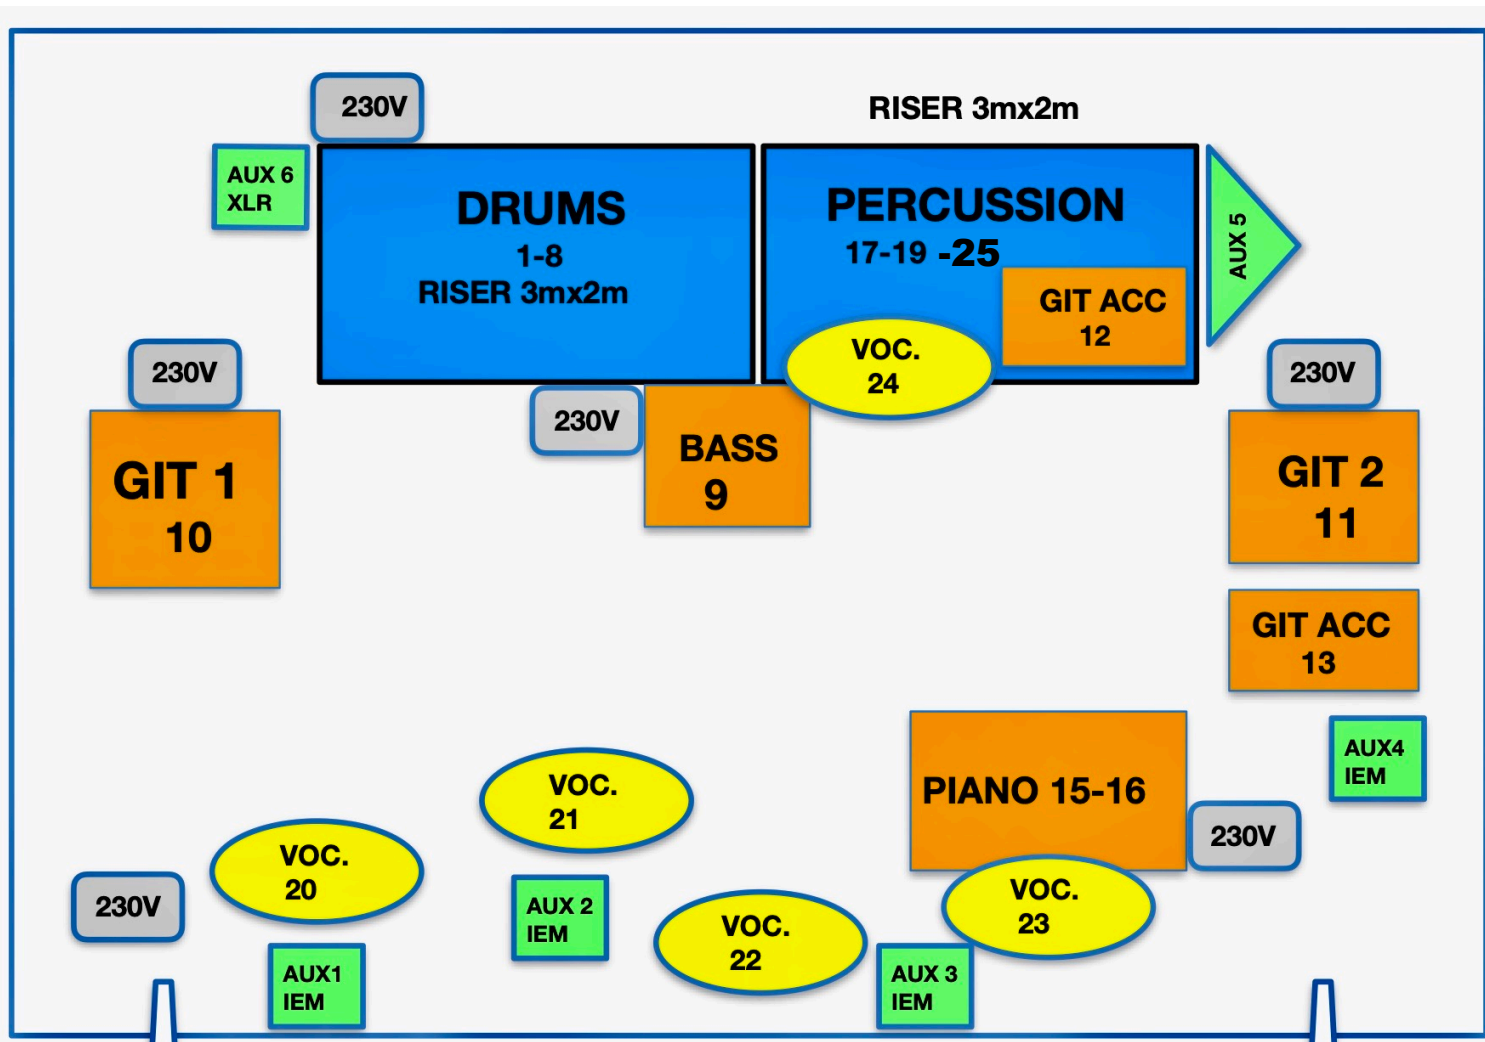 230V
RISER 3mx2m
AUX 6
XLR
DRUMS
1-8
RISER 3mx2m
PERCUSSION
17-19 -25
GIT ACC
12
VOC.
24
AUX 5
230V
GIT 1
10
230V
BASS
9
230V
GIT 2
11
GIT ACC
13
AUX4
IEM
PIANO 15-16
230V
VOC.
21
VOC.
20
230V
AUX 2
IEM
VOC.
22
VOC.
23
AUX1
IEM
AUX 3
IEM